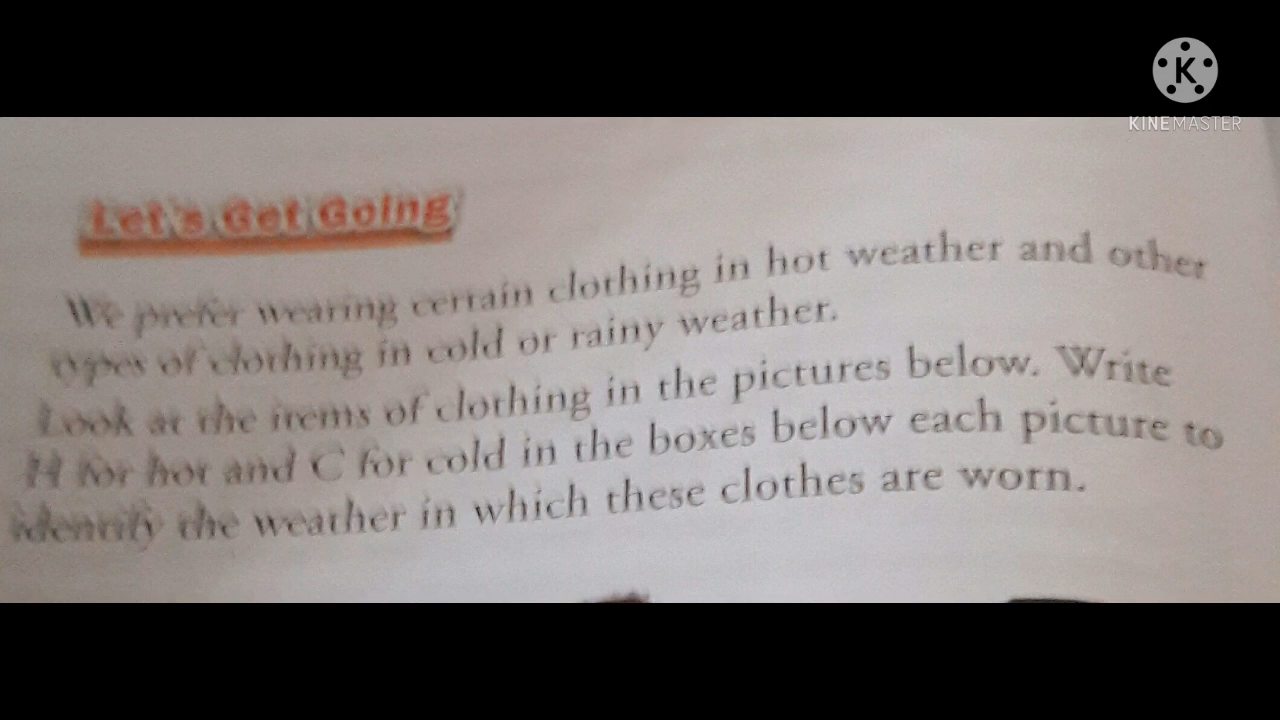 K
KINEMASTER
Let's Get Going
We prefer wearing certain clothing in hot weather and other
types of clothing in cold or rainy weather.
Look at the items of clothing in the pictures below. Write
H for hot and C for cold in the boxes below each picture to
identify the weather in which these clothes are worn.